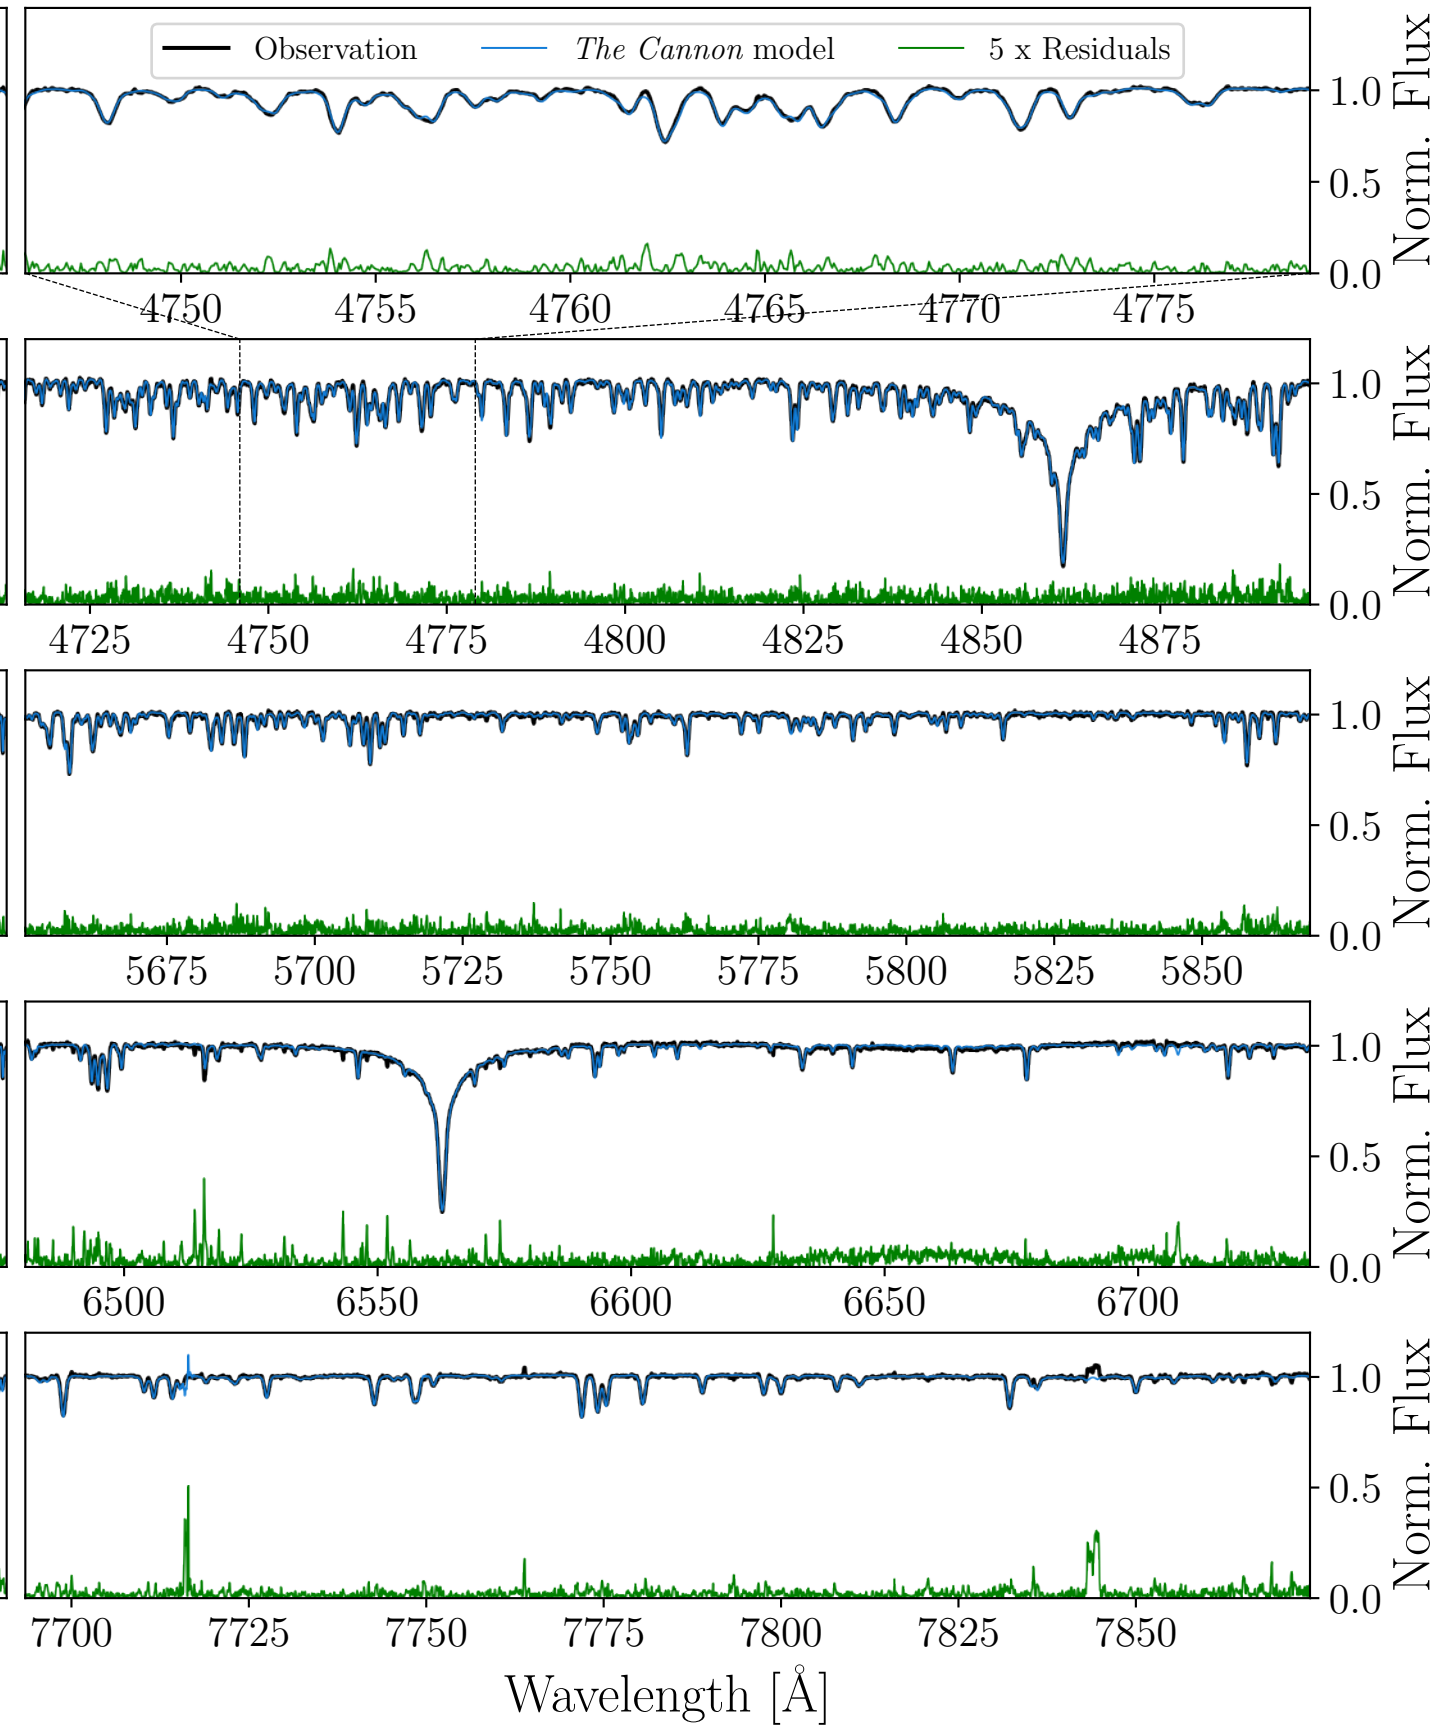 Observation The Cannon model 5 x Residuals
1.0
0.5
0.0
Norm. Flux
4750 4755 4760 4765 4770 4775
1.0
0.5
0.0
Norm. Flux
4725 4750 4775 4800 4825 4850 4875
1.0
0.5
0.0
Norm. Flux
5675 5700 5725 5750 5775 5800 5825 5850
1.0
0.5
0.0
Norm. Flux
6500 6550 6600 6650 6700
1.0
0.5
0.0
Norm. Flux
7700 7725 7750 7775 7800 7825 7850
Wavelength [Å]